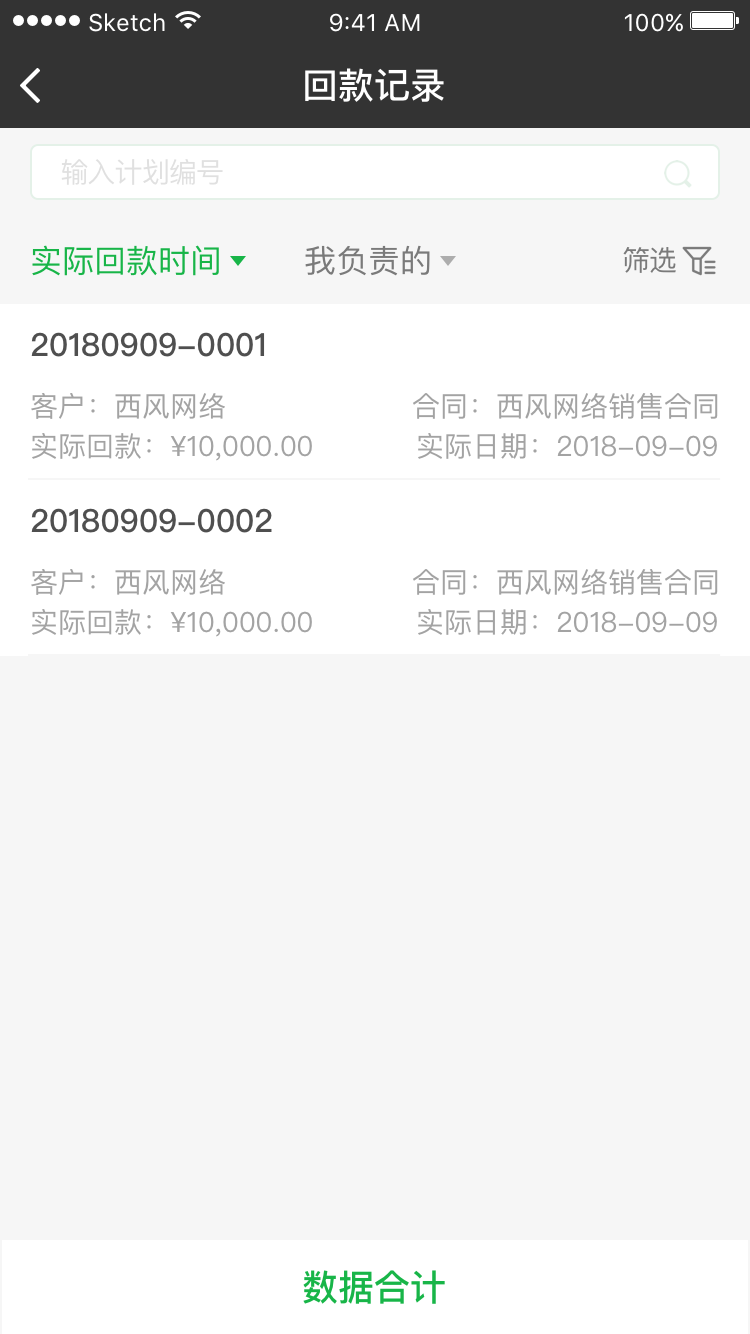 Sketch 9:41 AM 100%
回款记录
输入计划编号
实际回款时间 我负责的 筛选
20180909-0001
客户：西风网络 合同：西风网络销售合同
实际回款：¥10,000.00 实际日期：2018-09-09
20180909-0002
客户：西风网络 合同：西风网络销售合同
实际回款：¥10,000.00 实际日期：2018-09-09
数据合计